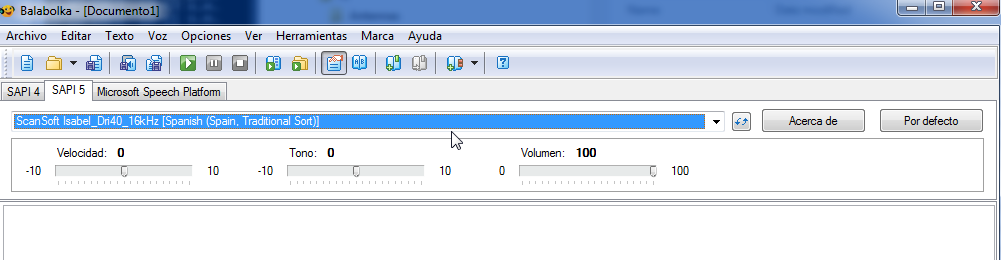 Balabolka - [Documento1]
Archivo Editar Texto Voz Opciones Ver Herramientas Marca Ayuda
SAPI 4 SAPI 5 Microsoft Speech Platform
ScanSoft Isabel_Dri40_16kHz [Spanish (Spain, Traditional Sort)] Acerca de Por defecto
Velocidad: 0 Tono: 0 Volumen: 100
-10 10 -10 10 0 100